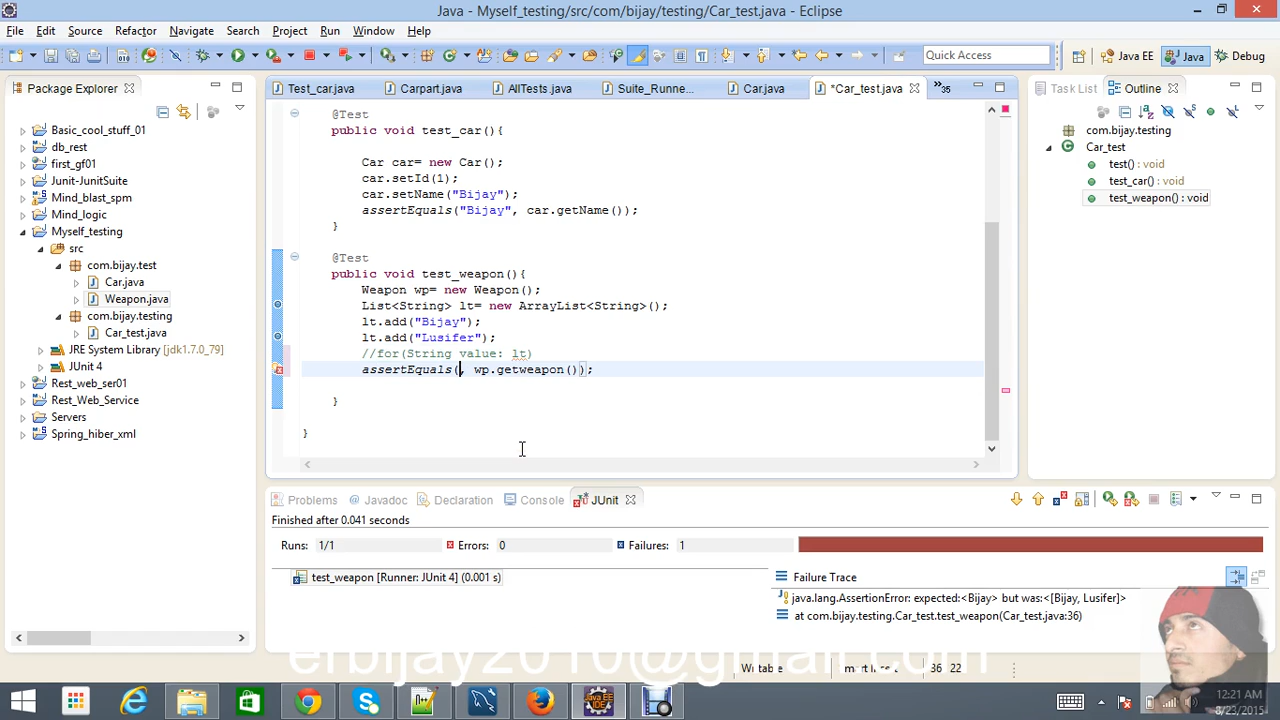 Java - Myself_testing/src/com/bijay/testing/Car_test.java - Eclipse
File Edit Source Refactor Navigate Search Project Run Window Help
Quick Access Java EE Java Debug
Package Explorer
Basic_cool_stuff_01
db_rest
first_gf01
Junit-JunitSuite
Mind_blast_spm
Mind_logic
Myself_testing
src
com.bijay.test
Car.java
Weapon.java
com.bijay.testing
Car_test.java
JRE System Library [jdk1.7.0_79]
JUnit 4
Rest_web_ser01
Rest_Web_Service
Servers
Spring_hiber_xml
Test_car.java Carpart.java AllTests.java Suite_Runne... Car.java *Car_test.java 35
@Test
public void test_car(){
Car car= new Car();
car.setId(1);
car.setName("Bijay");
assertEquals("Bijay", car.getName());
}
@Test
public void test_weapon(){
Weapon wp= new Weapon();
List<String> lt= new ArrayList<String>();
lt.add("Bijay");
lt.add("Lusifer");
//for(String value: lt)
assertEquals(, wp.getweapon());
}
}
Task List Outline
com.bijay.testing
Car_test
test() : void
test_car() : void
test_weapon() : void
Problems Javadoc Declaration Console JUnit
Finished after 0.041 seconds
Runs: 1/1 Errors: 0 Failures: 1
test_weapon [Runner: JUnit 4] (0.001 s)
Failure Trace
java.lang.AssertionError: expected:<Bijay> but was:<[Bijay, Lusifer]>
at com.bijay.testing.Car_test.test_weapon(Car_test.java:36)
erbijay2010@gmail.com
36 22
12:21 AM
8/23/2015